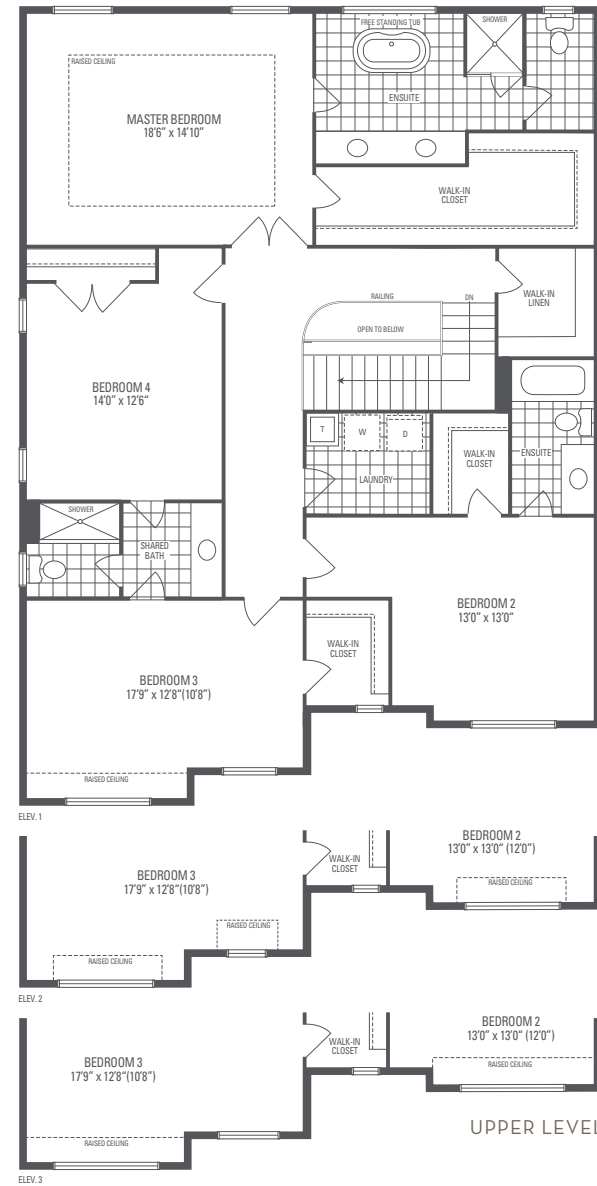 FREE STANDING TUB
SHOWER
RAISED CEILING
ENSUITE
MASTER BEDROOM
18'6" x 14'10"
WALK-IN
CLOSET
RAILING
DN
WALK-IN
LINEN
OPEN TO BELOW
BEDROOM 4
14'0" x 12'6"
T
W
D
WALK-IN
CLOSET
ENSUITE
LAUNDRY
SHOWER
SHARED
BATH
BEDROOM 2
13'0" x 13'0"
WALK-IN
CLOSET
BEDROOM 3
17'9" x 12'8"(10'8")
RAISED CEILING
ELEV. 1
BEDROOM 2
13'0" x 13'0" (12'0")
WALK-IN
CLOSET
BEDROOM 3
17'9" x 12'8"(10'8")
RAISED CEILING
RAISED CEILING
RAISED CEILING
ELEV. 2
BEDROOM 2
13'0" x 13'0" (12'0")
WALK-IN
CLOSET
BEDROOM 3
17'9" x 12'8"(10'8")
RAISED CEILING
UPPER LEVEL
RAISED CEILING
ELEV. 3